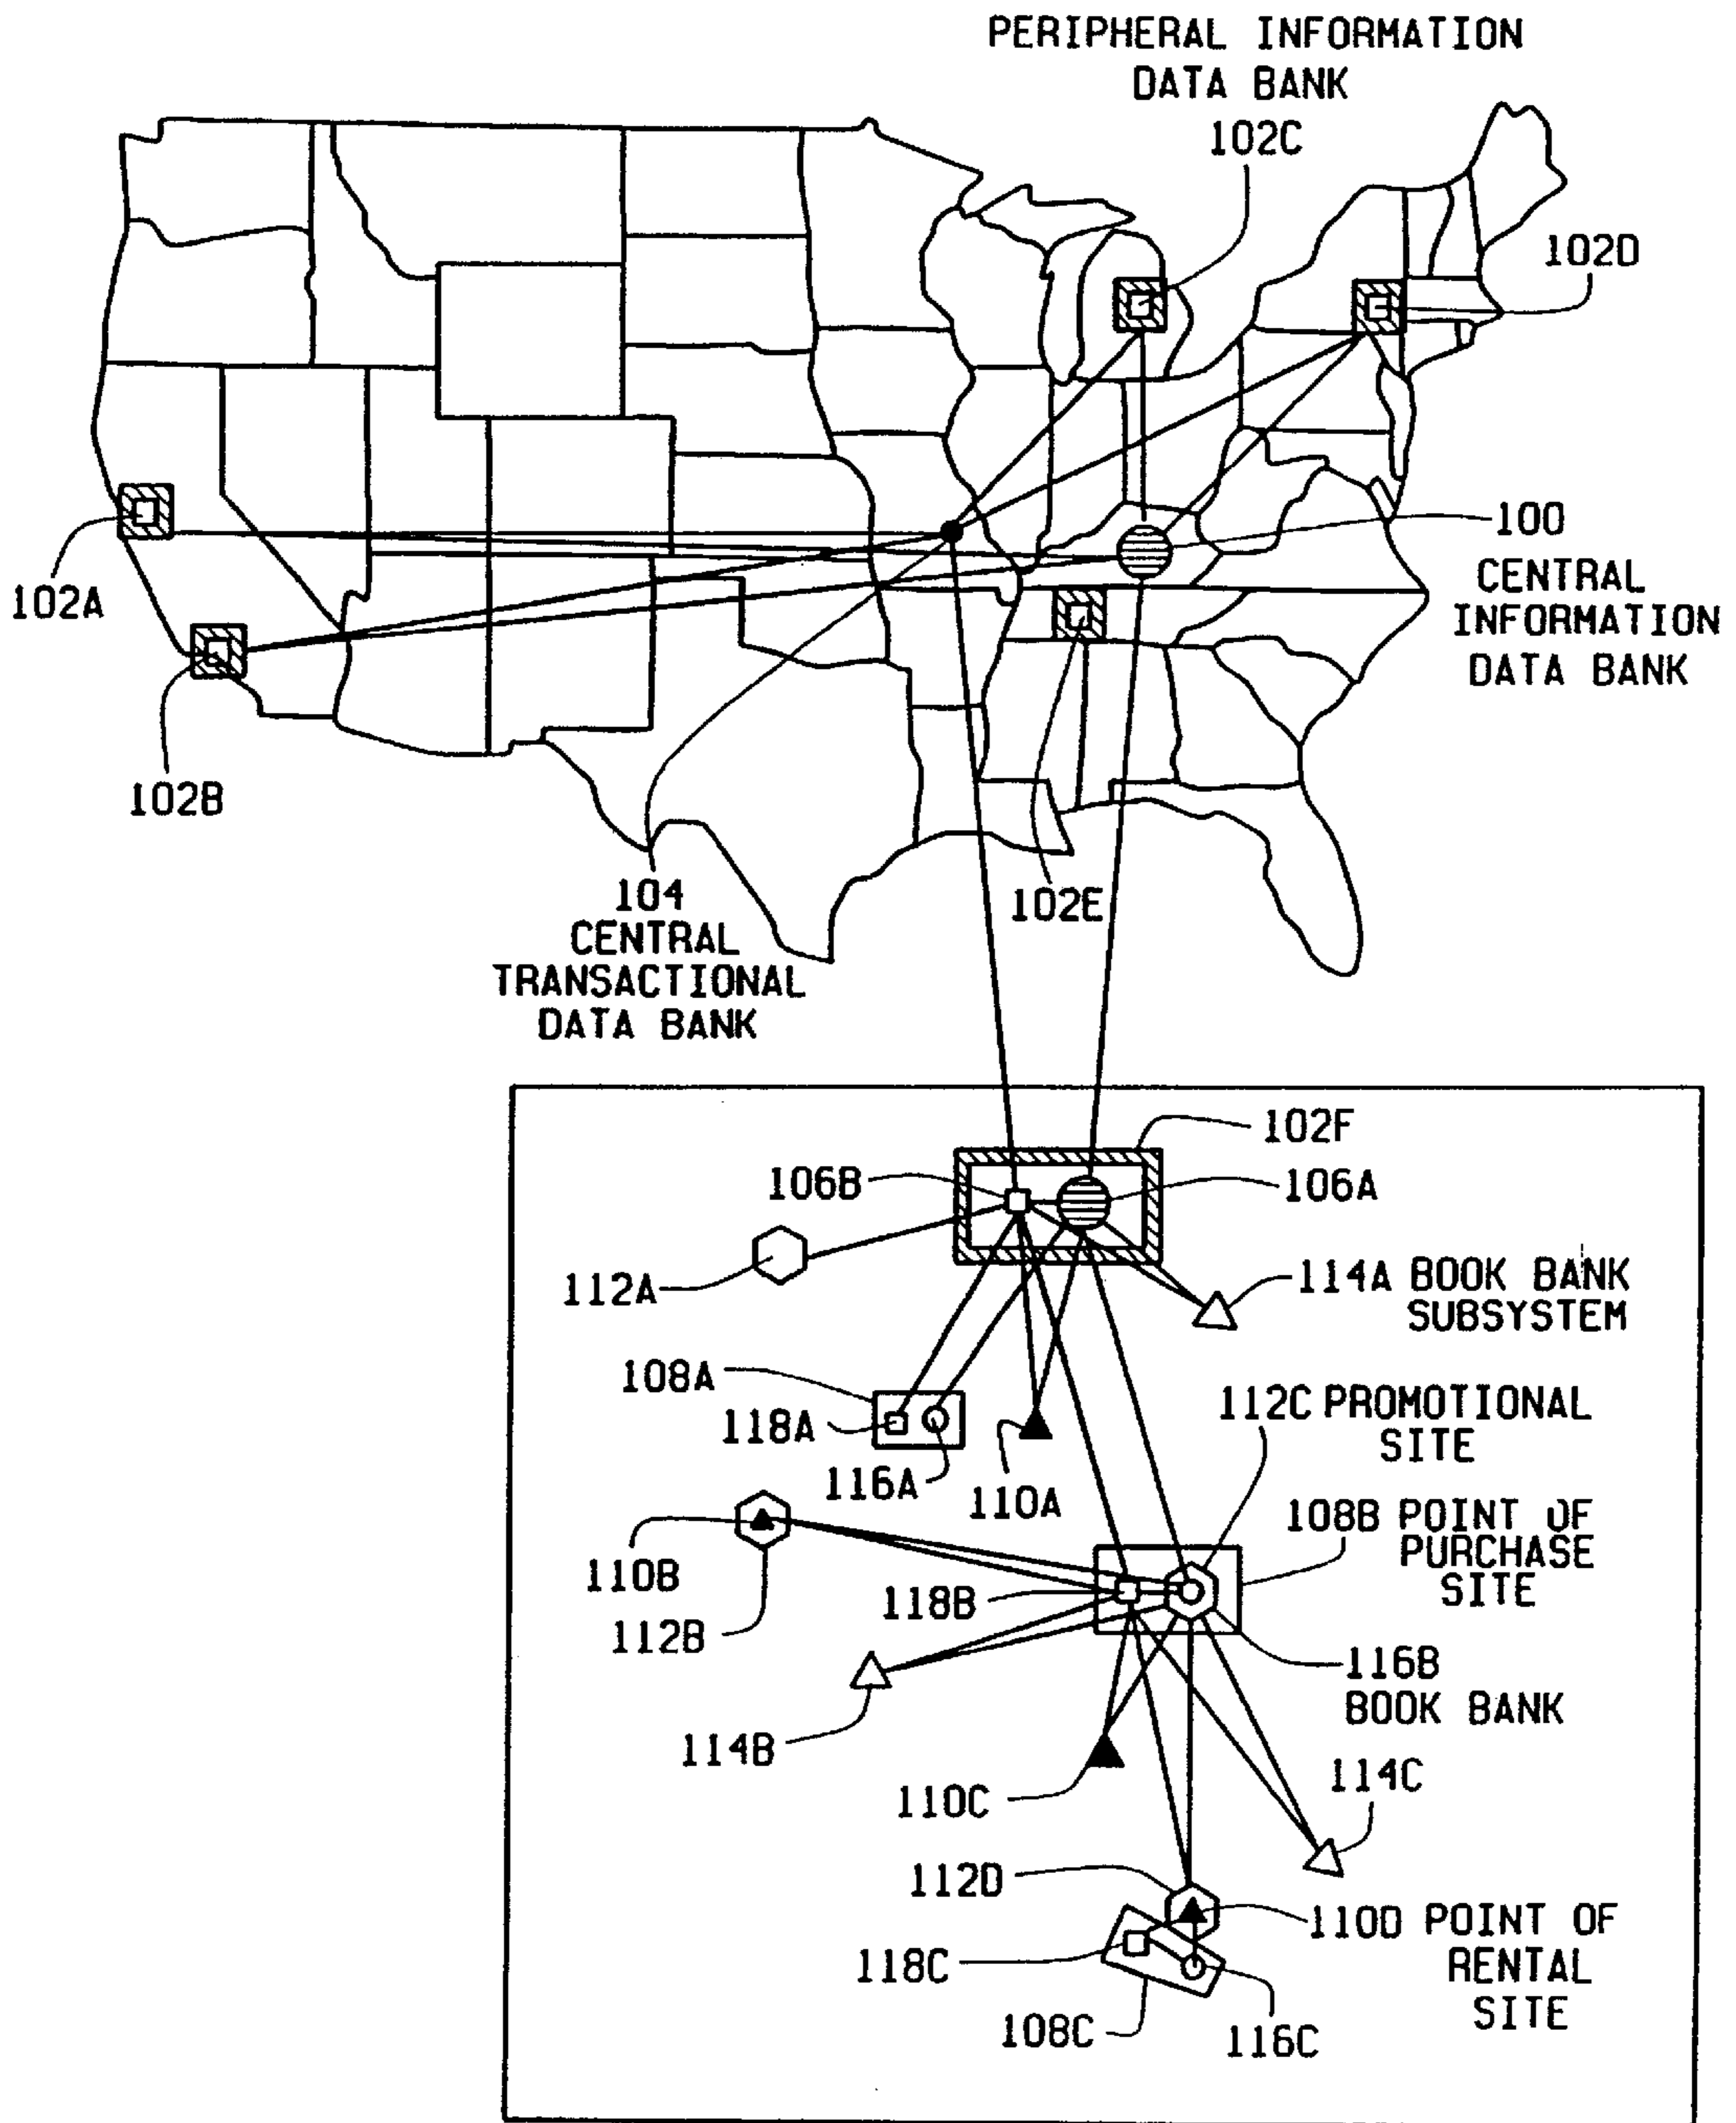 PERIPHERAL INFORMATION
DATA BANK
102C
102D
100
CENTRAL
INFORMATION
DATA BANK
102A
102B
102E
104
CENTRAL
TRANSACTIONAL
DATA BANK
102F
106B
106A
112A
114A BOOK BANK
SUBSYSTEM
108A
118A
116A
110A
112C PROMOTIONAL
SITE
108B POINT OF
PURCHASE
SITE
110B
118B
112B
116B
BOOK BANK
114B
114C
110C
112D
110D POINT OF
RENTAL
SITE
118C
108C
116C